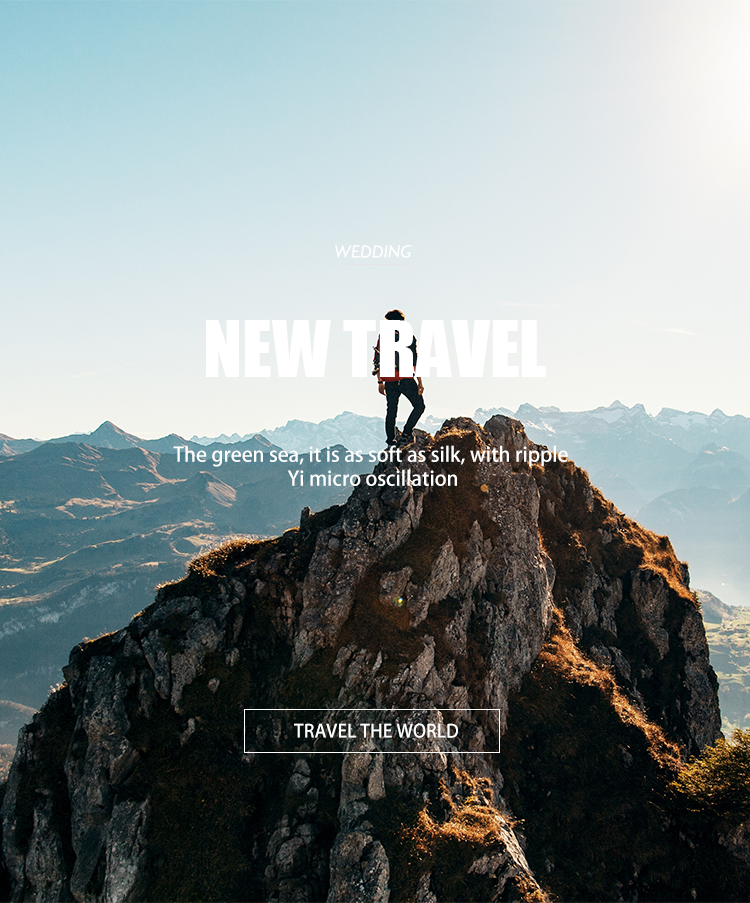 WEDDING
NEW TRAVEL
The green sea, it is as soft as silk, with ripple
Yi micro oscillation
TRAVEL THE WORLD